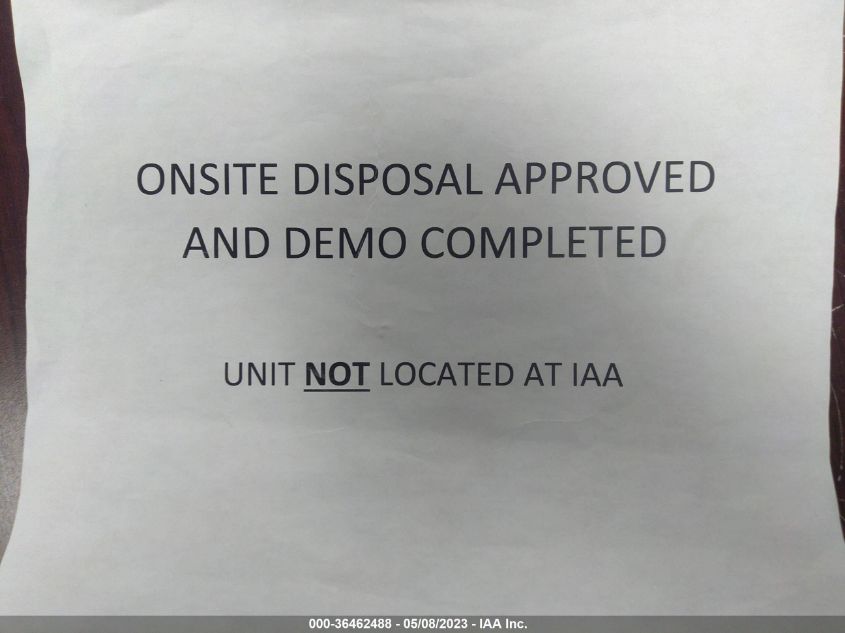 ONSITE DISPOSAL APPROVED
AND DEMO COMPLETED
UNIT NOT LOCATED AT IAA
000-36462488 - 05/08/2023 - IAA Inc.